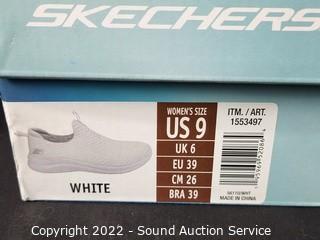 SKECHERS
WOMEN'S SIZE
US 9
UK 6
EU 39
CM 26
BRA 39
ITM. / ART.
1553497
WHITE
MADE IN CHINA
Copyright 2022 - Sound Auction Service